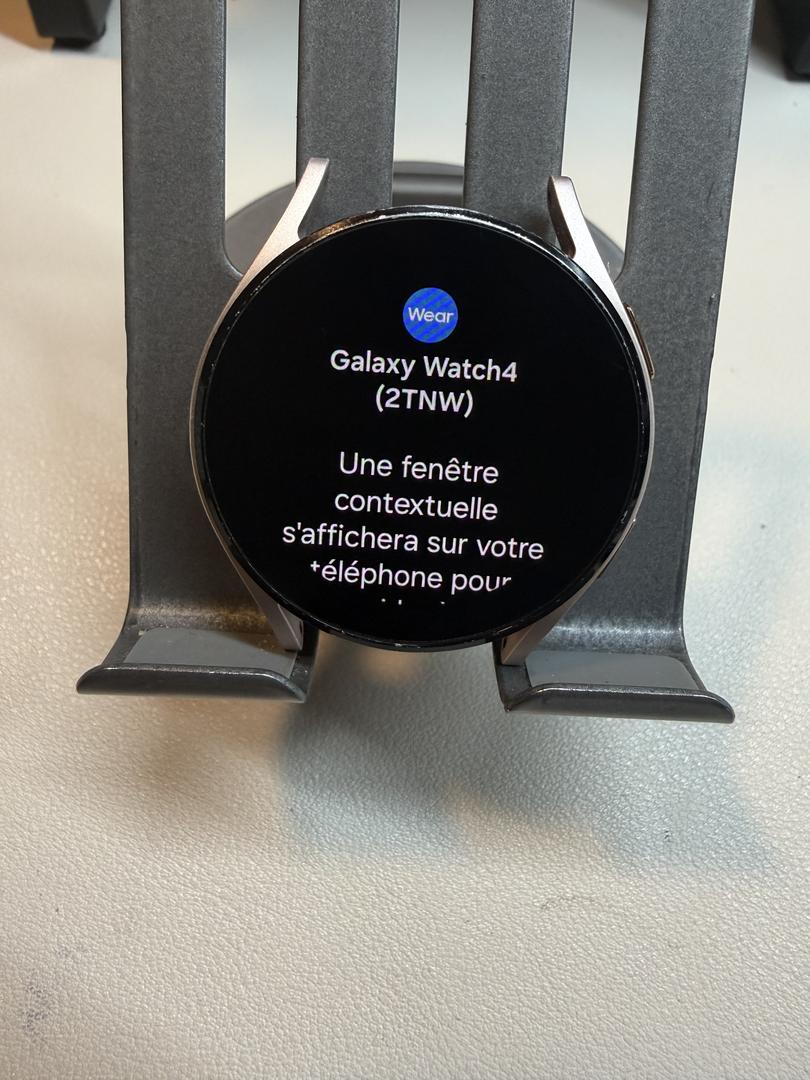 Wear
Galaxy Watch4
(2TNW)
Une fenêtre
contextuelle
s'affichera sur votre
téléphone pour